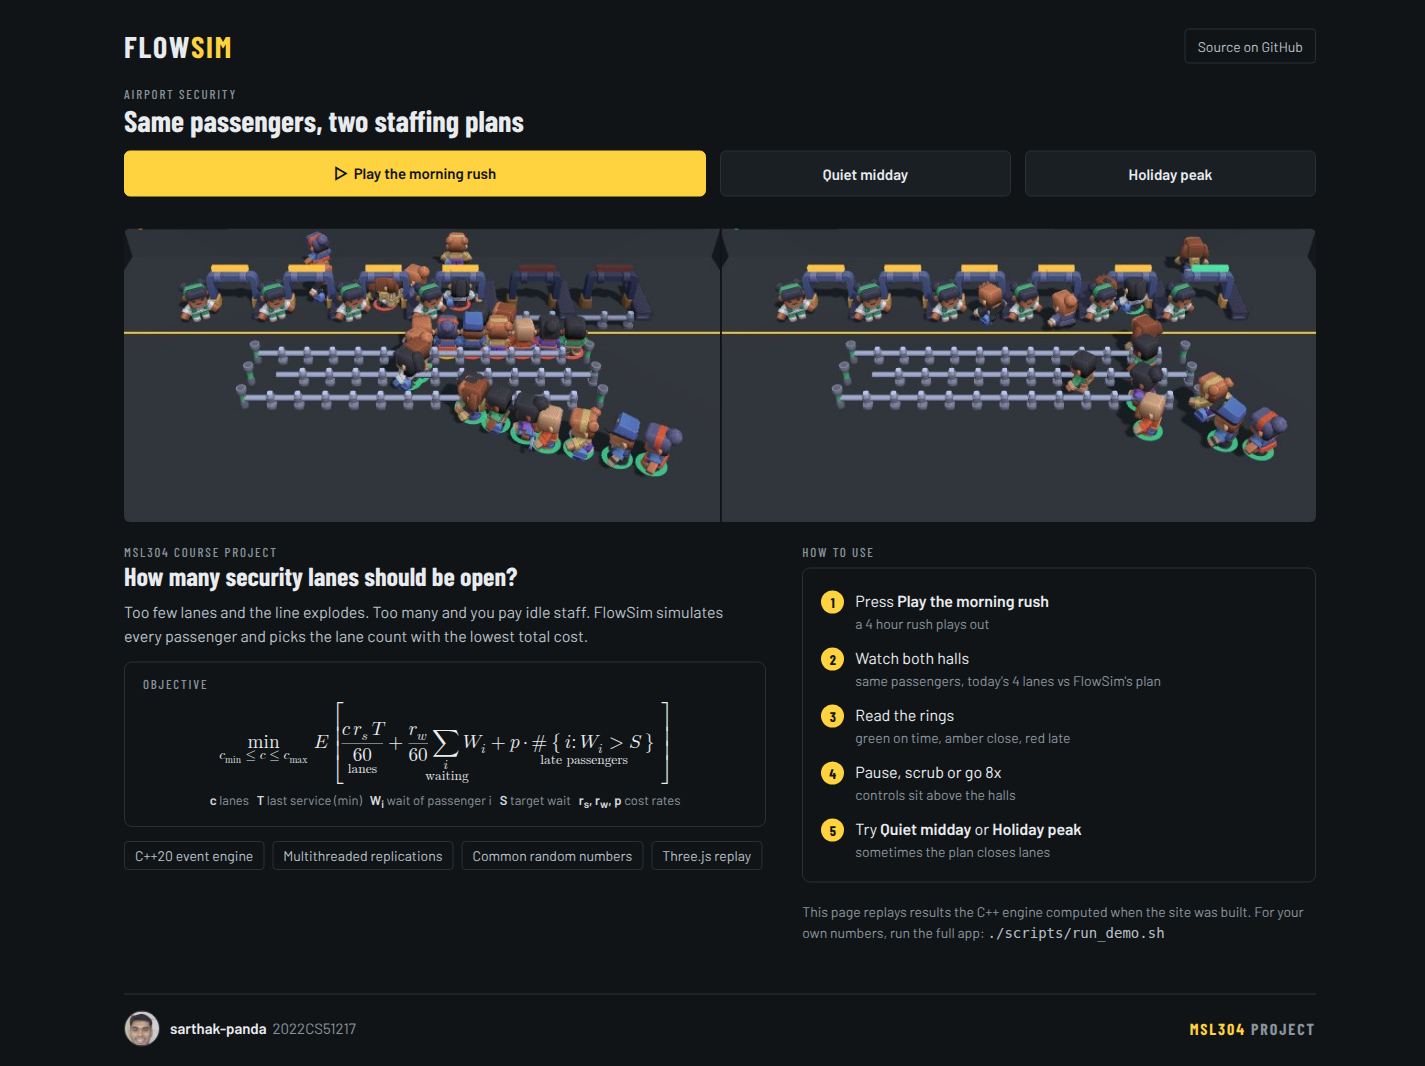 FLOWSIM
Source on GitHub
AIRPORT SECURITY
Same passengers, two staffing plans
Play the morning rush
Quiet midday
Holiday peak
MSL304 COURSE PROJECT
How many security lanes should be open?
Too few lanes and the line explodes. Too many and you pay idle staff. FlowSim simulates
every passenger and picks the lane count with the lowest total cost.
OBJECTIVE
min_{c_min ≤ c ≤ c_max} E [ c r_s T / 60 + r_w / 60 ∑_i W_i + p · # { i: W_i > S } ]
lanes
waiting
late passengers
c lanes T last service (min) W_i wait of passenger i S target wait r_s, r_w, p cost rates
C++20 event engine
Multithreaded replications
Common random numbers
Three.js replay
HOW TO USE
1 Press Play the morning rush
a 4 hour rush plays out
2 Watch both halls
same passengers, today's 4 lanes vs FlowSim's plan
3 Read the rings
green on time, amber close, red late
4 Pause, scrub or go 8x
controls sit above the halls
5 Try Quiet midday or Holiday peak
sometimes the plan closes lanes
This page replays results the C++ engine computed when the site was built. For your
own numbers, run the full app: ./scripts/run_demo.sh
sarthak-panda 2022CS51217
MSL304 PROJECT